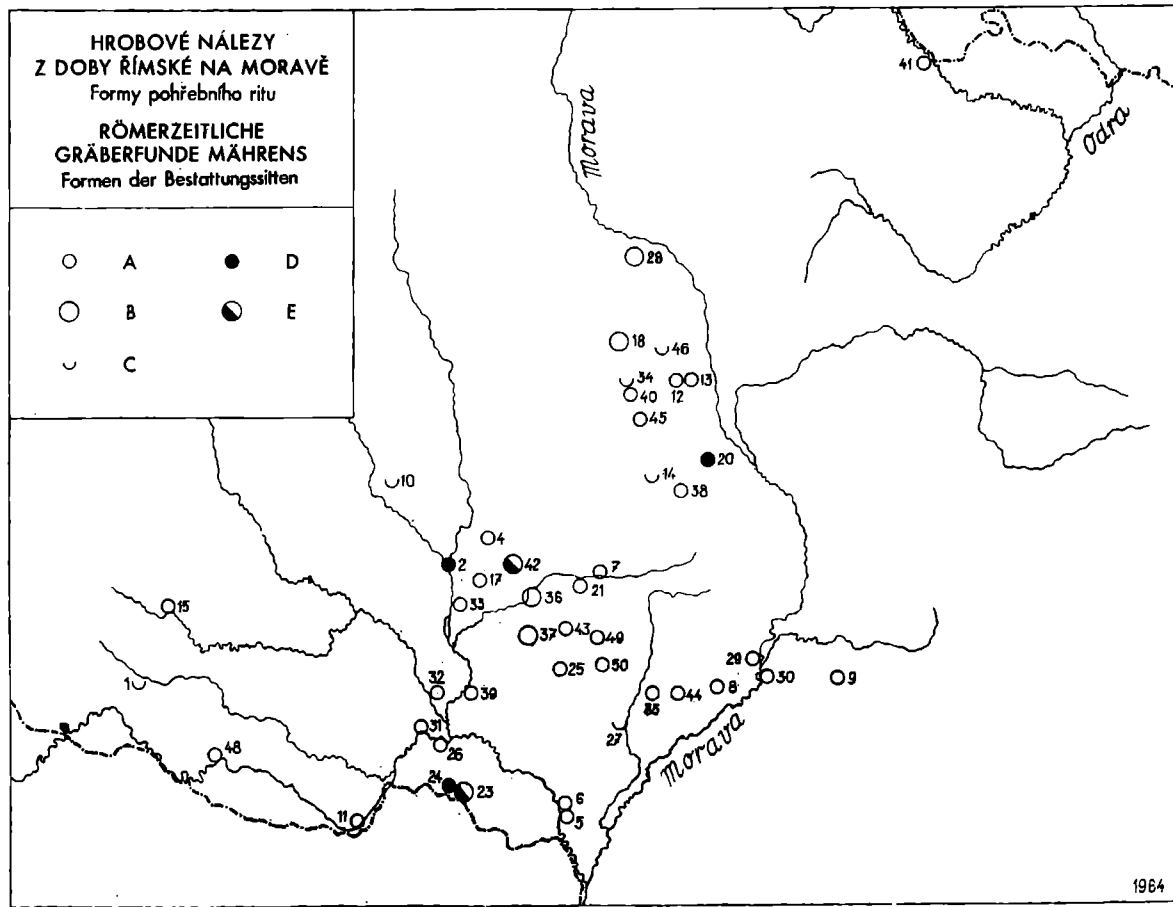 HROBOVÉ NÁLEZY
Z DOBY ŘÍMSKÉ NA MORAVĚ
Formy pohřebního ritu
RÖMERZEITLICHE
GRÄBERFUNDE MÄHRENS
Formen der Bestattungssitten
A D
B E
C
Morava
41
Odra
28
18 46
34 12 13
40
45
20
14
38
10
4
2 42
17
7
21
15 33 36
37 43 49
25 50
29
1 32 39 30 9
35 44 8
31 27
26
Morava
48
24 23
6
5
11
1964